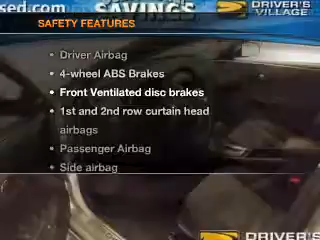 sed.com
SAVINGS
DRIVER'S
VILLAGE
SAFETY FEATURES
• Driver Airbag
• 4-wheel ABS Brakes
• Front Ventilated disc brakes
• 1st and 2nd row curtain head
airbags
• Passenger Airbag
• Side airbag
DRIVER'S